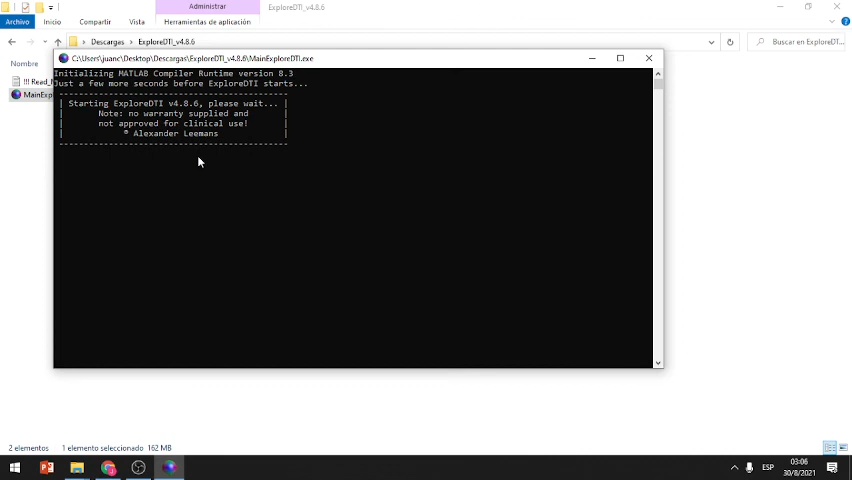 Administrar
ExploreDTI_v4.8.6
Archivo
Inicio
Compartir
Vista
Herramientas de aplicación
Descargas
ExploreDTI_v4.8.6
Buscar en ExploreDT...
Nombre
!!! Read_
MainExp
C:\Users\juanc\Desktop\Descargas\ExploreDTI_v4.8.6\MainExploreDTI.exe
Initializing MATLAB Compiler Runtime version 8.3
Just a few more seconds before ExploreDTI starts...
-----------------------------------------------
| Starting ExploreDTI v4.8.6, please wait... |
| Note: no warranty supplied and |
| not approved for clinical use! |
| ® Alexander Leemans |
-----------------------------------------------
2 elementos
1 elemento seleccionado 162 MB
ESP
03:06
30/8/2021